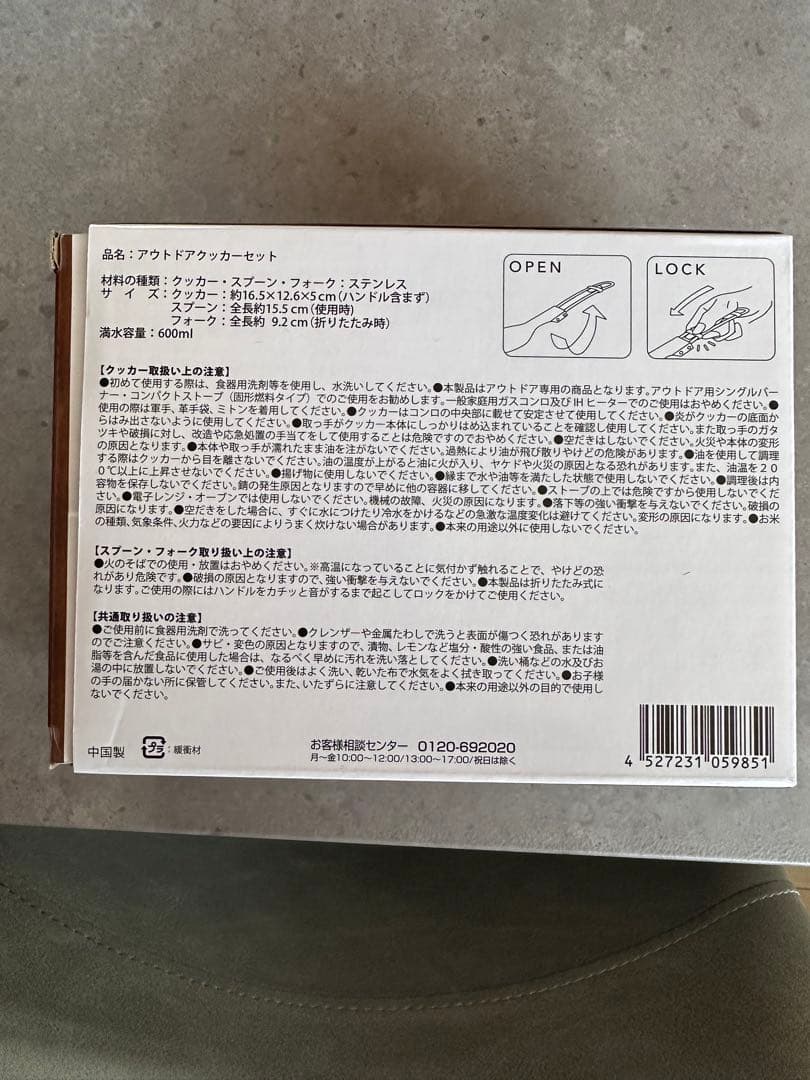 品名：アウトドアクッカーセット
材料の種類：クッカー・スプーン・フォーク：ステンレス
サイズ：クッカー：約16.5×12.6×5cm(ハンドル含まず)
スプーン：全長約15.5cm(使用時)
フォーク：全長約 9.2cm(折りたたみ時)
満水容量：600ml
OPEN
LOCK
【クッカー取扱い上の注意】
●初めて使用する際は、食器用洗剤等を使用し、水洗いしてください。●本製品はアウトドア専用の商品となります。アウトドア用シングルバー
ナー・コンパクトストーブ（固形燃料タイプ）でのご使用をお勧めします。一般家庭用ガスコンロ及びIHヒーターでのご使用はおやめください。●
使用の際は軍手、革手袋、ミトンを着用してください。●クッカーはコンロの中央部に載せて安定させて使用してください。●炎がクッカーの底面か
らはみ出さないように使用してください。●取っ手がクッカー本体にしっかりはめ込まれていることを確認し使用してください。また取っ手のガタ
ツキや破損に対し、改造や応急処置の手当てをして使用することは危険ですのでおやめください。●空だきはしないでください。火災や本体の変形
の原因となります。●本体や取っ手が濡れたまま油を注がないでください。過熱により油が飛び散りやけどの危険があります。●油を使用して調理
する際はクッカーから目を離さないでください。油の温度が上がると油に火が入り、ヤケドや火災の原因となる恐れがあります。また、油温を２０
０℃以上に上昇させないでください。●揚げ物に使用しないでください。●縁まで水や油等を満たした状態で使用しないでください。●調理後は内
容物を保存しないでください。錆の発生原因となりますので早めに他の容器に移してください。●ストーブの上では危険ですから使用しないでくだ
さい。●電子レンジ・オーブンでは使用しないでください。機械の故障、火災の原因になります。●落下等の強い衝撃を与えないでください。破損の
原因になります。●空だきをした場合に、すぐに水につけたり冷水をかけるなどの急激な温度変化は避けてください。変形の原因になります。●お米
の種類、気象条件、火力などの要因によりうまく炊けない場合があります。●本来の用途以外に使用しないでください。
【スプーン・フォーク取り扱い上の注意】
●火のそばでの使用・放置はおやめください。※高温になっていることに気付かず触れることで、やけどの恐
れがあり危険です。●破損の原因となりますので、強い衝撃を与えないでください。●本製品は折りたたみ式に
なります。ご使用の際にはハンドルをカチッと音がするまで起こしてロックをかけてご使用ください。
【共通取り扱いの注意】
●ご使用前に食器用洗剤で洗ってください。●クレンザーや金属たわしで洗うと表面が傷つく恐れがあります
のでご注意ください。●サビ・変色の原因となりますので、漬物、レモンなど塩分・酸性の強い食品、または油
脂等を含んだ食品に使用した場合は、なるべく早めに汚れを洗い落としてください。●洗い桶などの水及びお
湯の中に放置しないでください。●ご使用後はよく洗い、乾いた布で水気をよく拭き取ってください。●お子様
の手の届かない所に保管してください。また、いたずらに注意してください。●本来の用途以外の目的で使用し
ないでください。
中国製
プラ
：緩衝材
お客様相談センター 0120-692020
月〜金10:00〜12:00/13:00〜17:00/祝日は除く
4 527231 059851